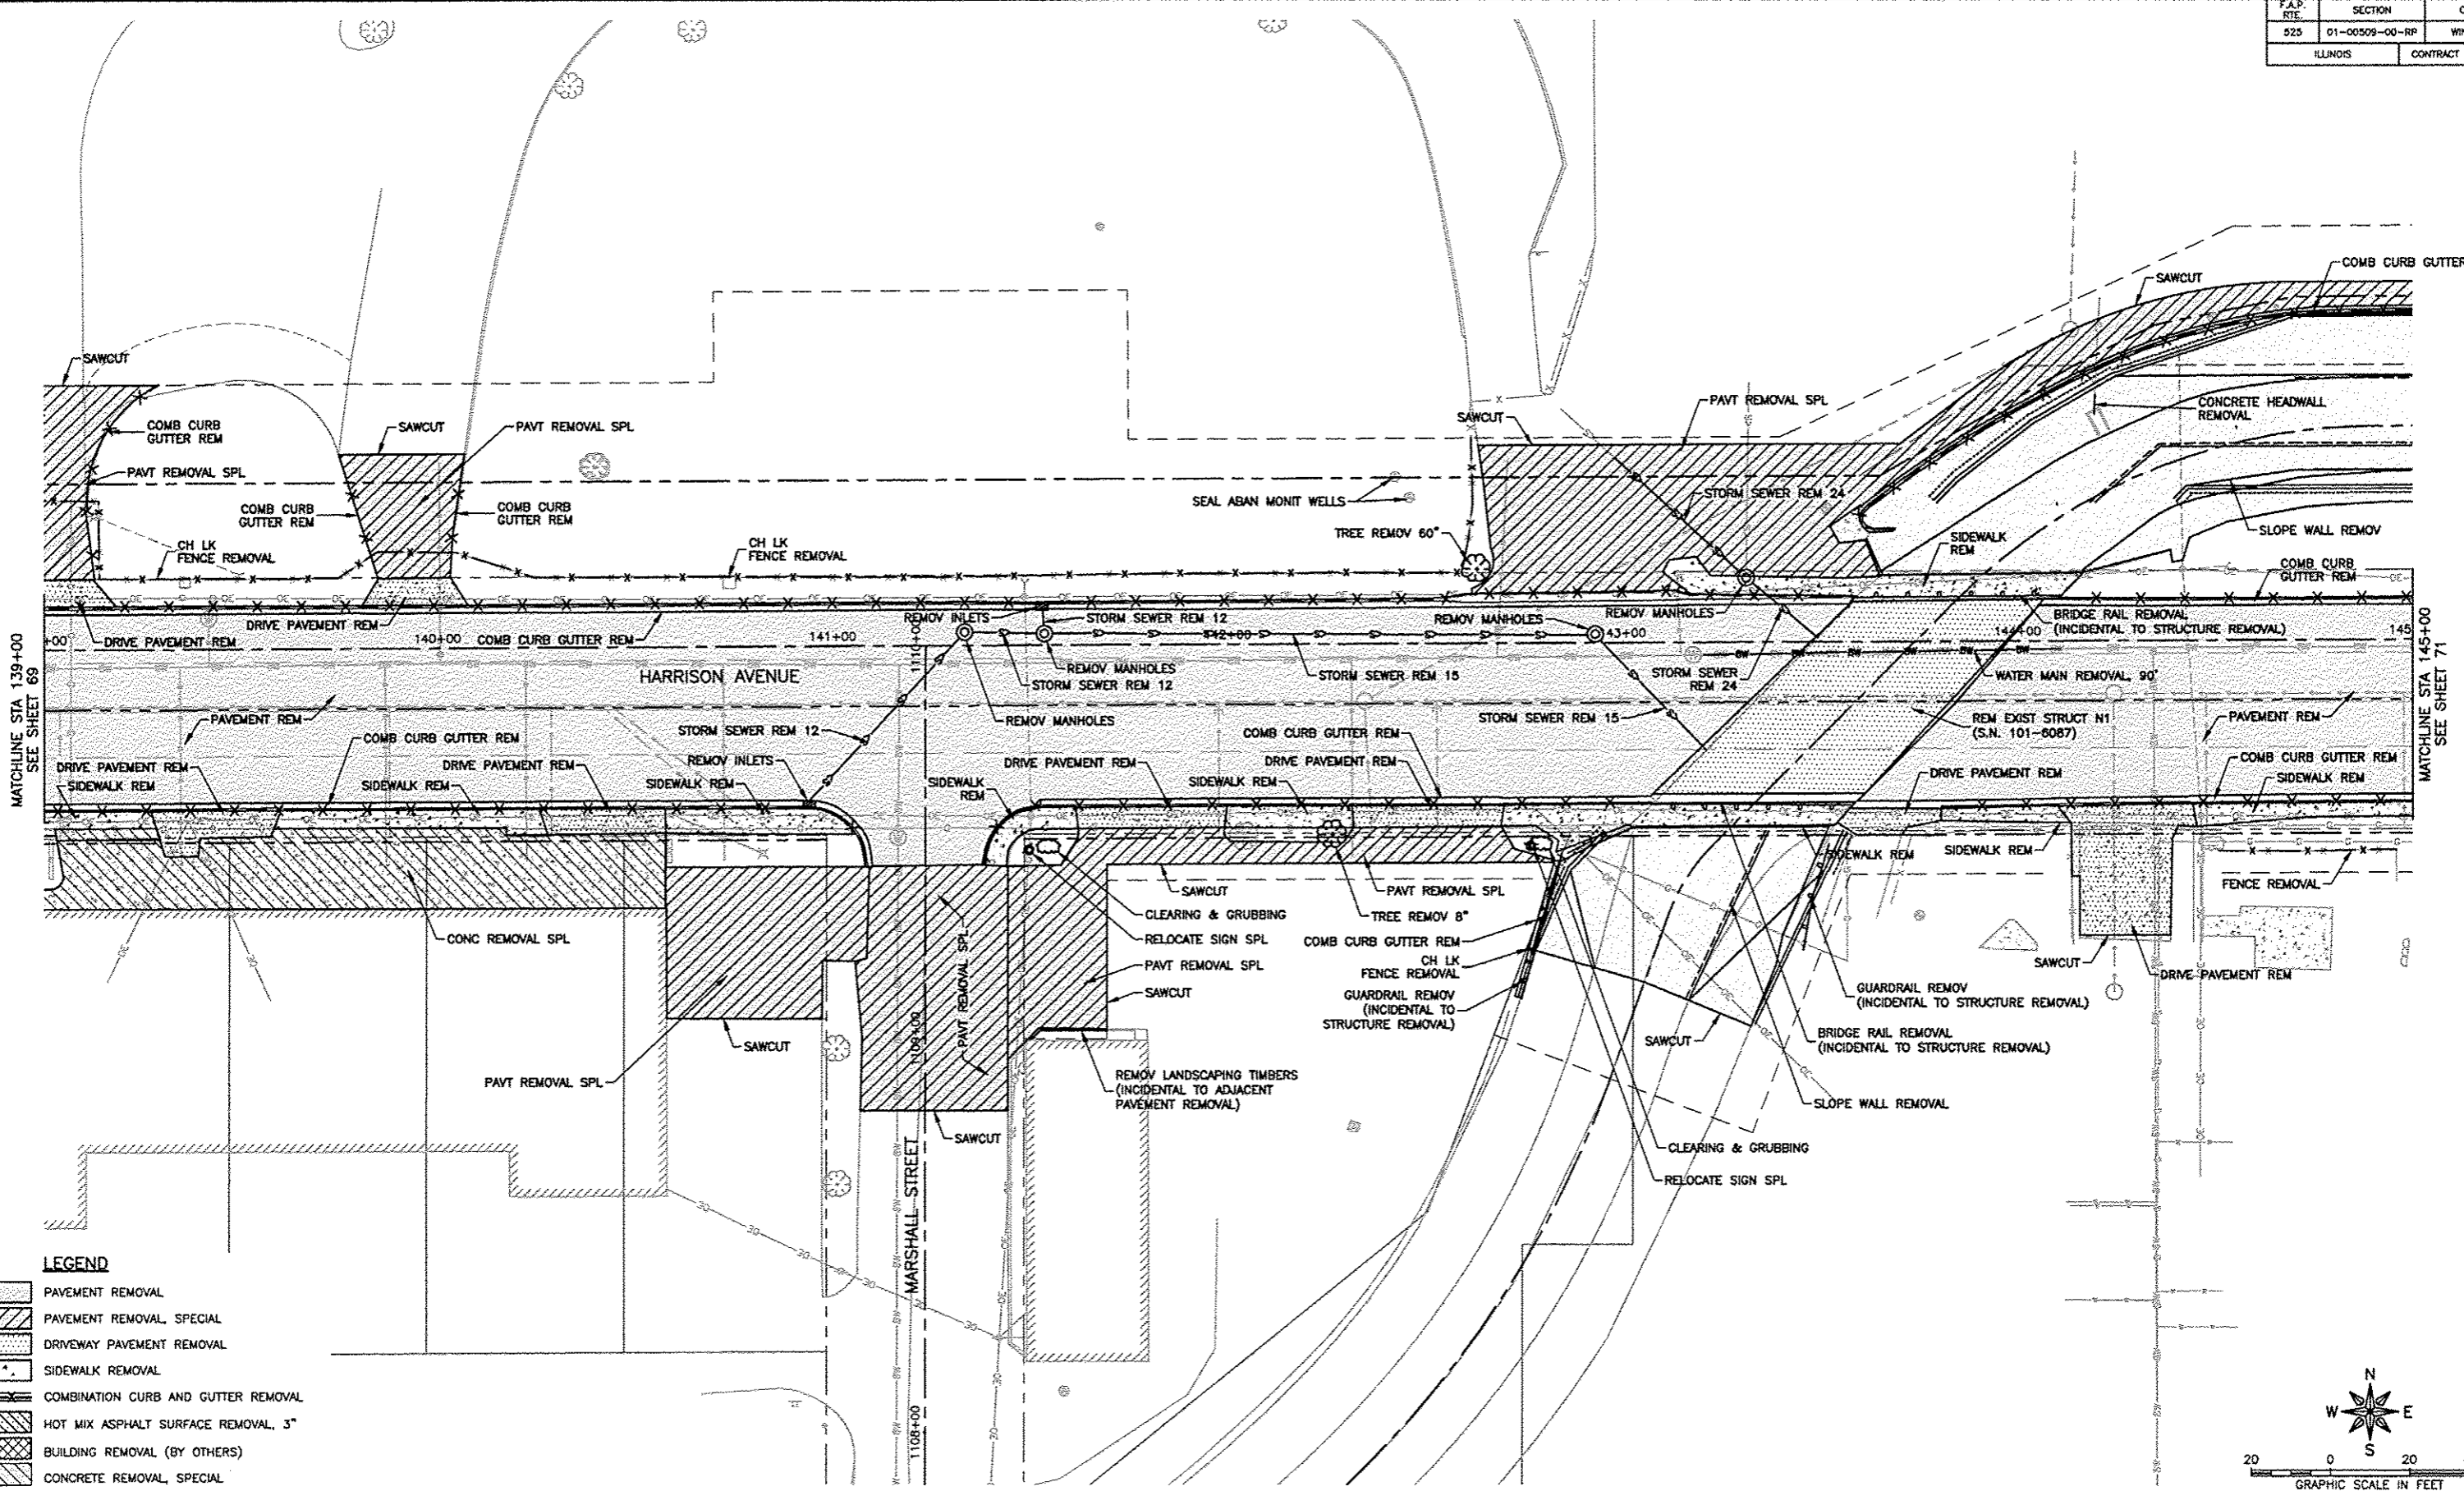 F.A.P. RTE.
SECTION
525
01-00509-00-RP
ILLINOIS
CONTRACT
SAWCUT
COMB CURB GUTTER REM
PAVT REMOVAL SPL
CH LK FENCE REMOVAL
SAWCUT
PAVT REMOVAL SPL
COMB CURB GUTTER REM
COMB CURB GUTTER REM
CH LK FENCE REMOVAL
SEAL ABAN MONIT WELLS
TREE REMOV 60"
SAWCUT
PAVT REMOVAL SPL
STORM SEWER REM 24
SAWCUT
COMB CURB GUTTER
CONCRETE HEADWALL REMOVAL
SLOPE WALL REMOV
SIDEWALK REM
COMB CURB GUTTER REM
MATCHLINE STA 139+00
SEE SHEET 69
+00
DRIVE PAVEMENT REM
DRIVE PAVEMENT REM
140+00
COMB CURB GUTTER REM
141+00
REMOV INLETS
1110+00
STORM SEWER REM 12
142+00
REMOV MANHOLES
REMOV MANHOLES
143+00
BRIDGE RAIL REMOVAL
(INCIDENTAL TO STRUCTURE REMOVAL)
144+00
145
MATCHLINE STA 145+00
SEE SHEET 71
HARRISON AVENUE
REMOV MANHOLES
STORM SEWER REM 12
STORM SEWER REM 15
STORM SEWER REM 24
WATER MAIN REMOVAL, 90'
PAVEMENT REM
STORM SEWER REM 12
REMOV MANHOLES
STORM SEWER REM 15
REM EXIST STRUCT N1
(S.N. 101-6087)
PAVEMENT REM
COMB CURB GUTTER REM
COMB CURB GUTTER REM
DRIVE PAVEMENT REM
DRIVE PAVEMENT REM
REMOV INLETS
DRIVE PAVEMENT REM
DRIVE PAVEMENT REM
DRIVE PAVEMENT REM
COMB CURB GUTTER REM
SIDEWALK REM
SIDEWALK REM
SIDEWALK REM
SIDEWALK REM
SIDEWALK REM
SIDEWALK REM
SIDEWALK REM
SIDEWALK REM
SAWCUT
PAVT REMOVAL SPL
FENCE REMOVAL
CLEARING & GRUBBING
TREE REMOV 8"
CONC REMOVAL SPL
RELOCATE SIGN SPL
COMB CURB GUTTER REM
CH LK FENCE REMOVAL
PAVT REMOVAL SPL
PAVT REMOVAL SPL
SAWCUT
GUARDRAIL REMOV
(INCIDENTAL TO STRUCTURE REMOVAL)
GUARDRAIL REMOV
(INCIDENTAL TO STRUCTURE REMOVAL)
SAWCUT
DRIVE PAVEMENT REM
1109+00
SAWCUT
SAWCUT
BRIDGE RAIL REMOVAL
(INCIDENTAL TO STRUCTURE REMOVAL)
PAVT REMOVAL SPL
REMOV LANDSCAPING TIMBERS
(INCIDENTAL TO ADJACENT
PAVEMENT REMOVAL)
SLOPE WALL REMOVAL
SAWCUT
CLEARING & GRUBBING
RELOCATE SIGN SPL
MARSHALL STREET
1108+00
LEGEND
PAVEMENT REMOVAL
PAVEMENT REMOVAL, SPECIAL
DRIVEWAY PAVEMENT REMOVAL
SIDEWALK REMOVAL
COMBINATION CURB AND GUTTER REMOVAL
HOT MIX ASPHALT SURFACE REMOVAL, 3"
BUILDING REMOVAL (BY OTHERS)
CONCRETE REMOVAL, SPECIAL
N
W E
S
20 0 20
GRAPHIC SCALE IN FEET